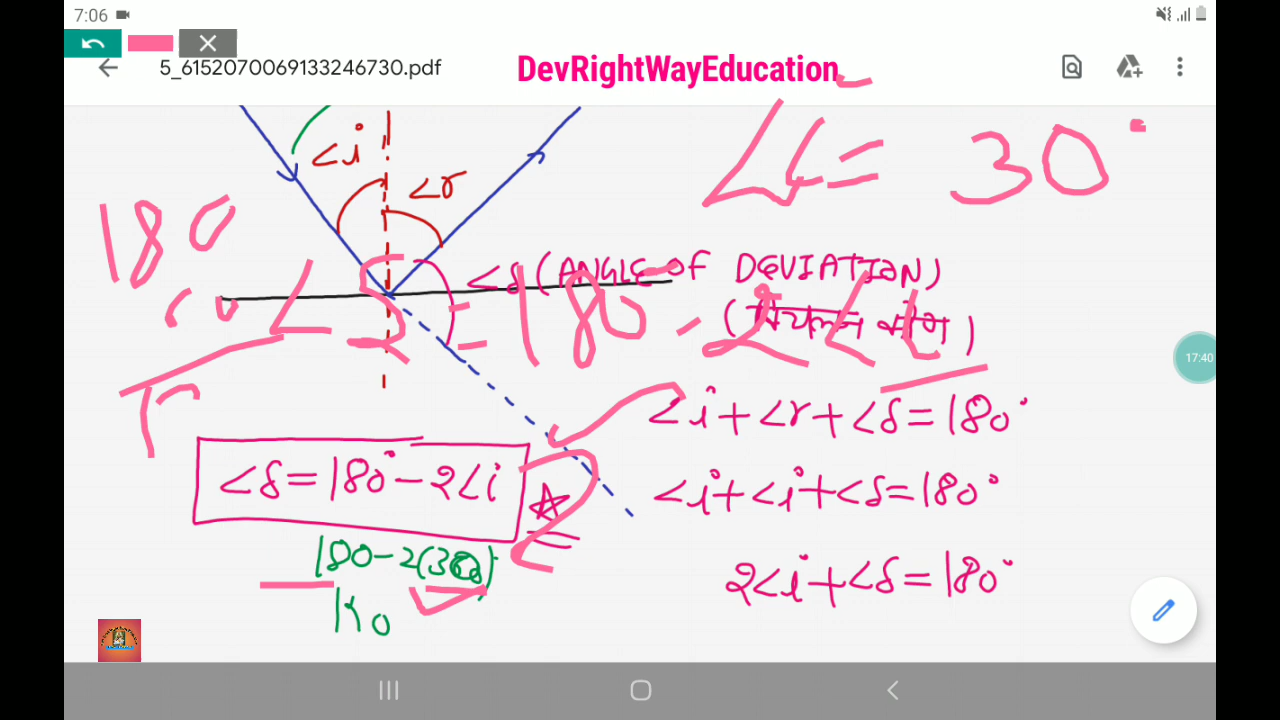 7:06
5_6152070069133246730.pdf
DevRightWayEducation
<i
<r
∠i = 30°
180
<δ (ANGLE OF DEVIATION)
(विचलन कोण)
∠δ = 180 - 2∠i
<i+<r+<δ=180°
<δ=180°-2<i
<i+<i+<δ=180°
180-2(30)
2<i+<δ=180°
17:40